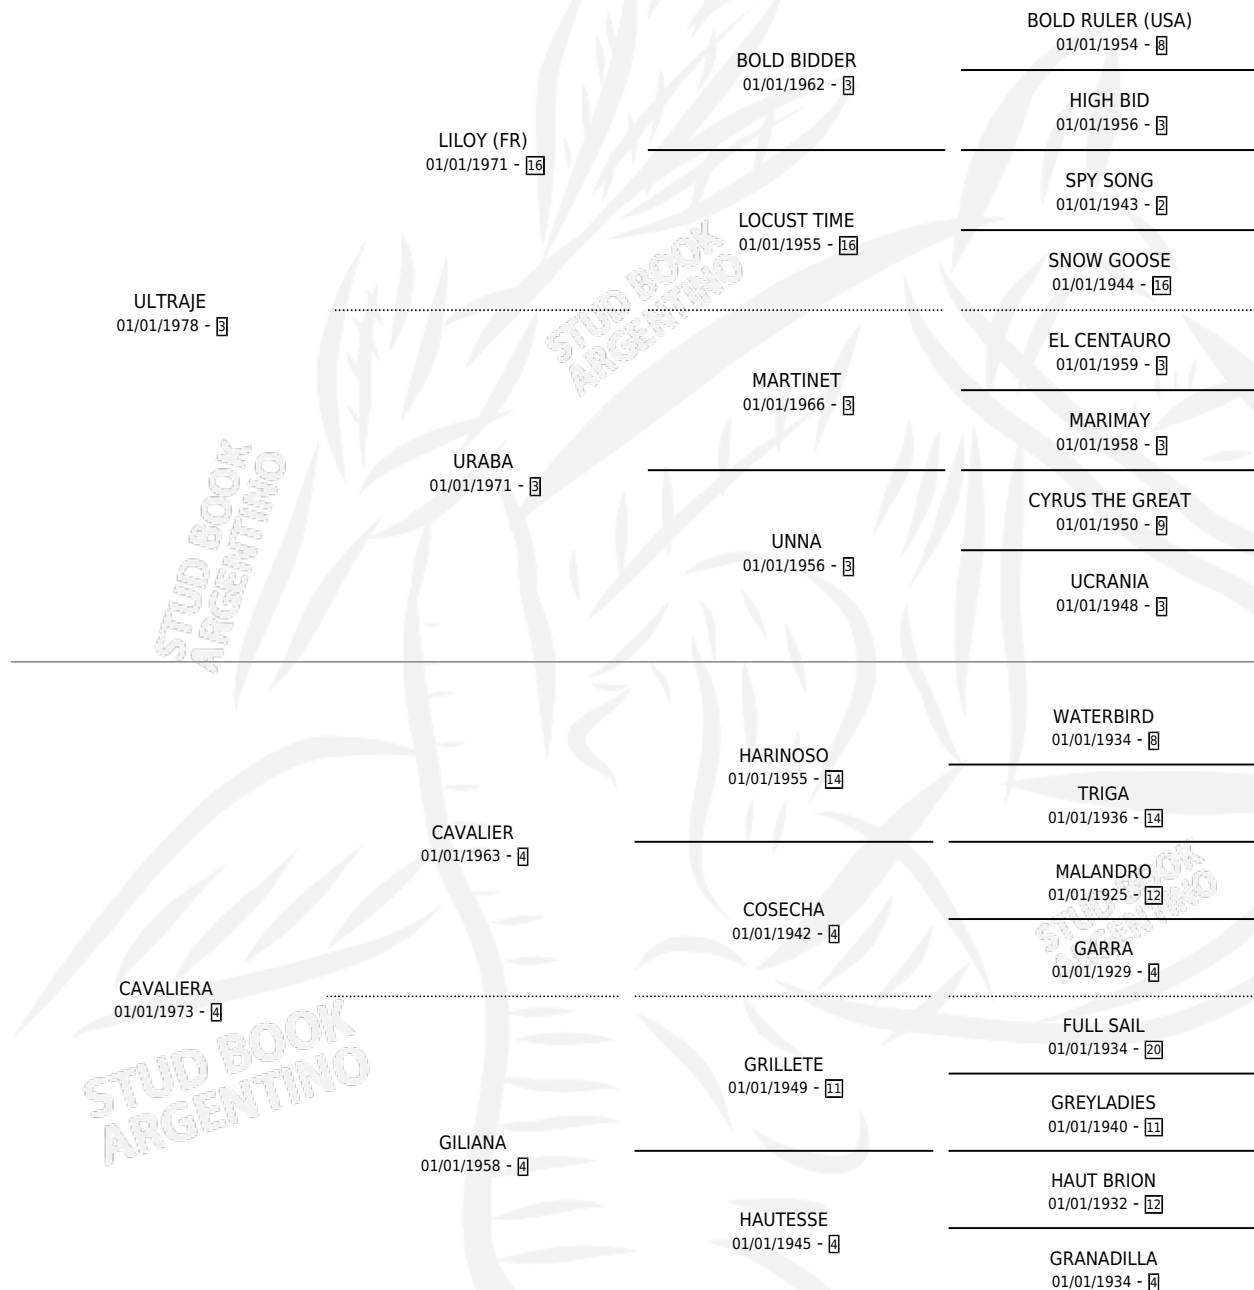 BOLD RULER (USA)
01/01/1954 - 8
BOLD BIDDER
01/01/1962 - 3
HIGH BID
01/01/1956 - 3
LILOY (FR)
01/01/1971 - 16
SPY SONG
01/01/1943 - 2
LOCUST TIME
01/01/1955 - 16
SNOW GOOSE
01/01/1944 - 16
ULTRAJE
01/01/1978 - 3
STUD BOOK
ARGENTINO
EL CENTAURO
01/01/1959 - 3
MARTINET
01/01/1966 - 3
MARIMAY
01/01/1958 - 3
URABA
01/01/1971 - 3
CYRUS THE GREAT
01/01/1950 - 9
UNNA
01/01/1956 - 3
UCRANIA
01/01/1948 - 3
STUD BOOK
ARGENTINO
WATERBIRD
01/01/1934 - 8
HARINOSO
01/01/1955 - 14
TRIGA
01/01/1936 - 14
CAVALIER
01/01/1963 - 4
MALANDRO
01/01/1925 - 12
COSECHA
01/01/1942 - 4
STUD BOOK
ARGENTINO
GARRA
01/01/1929 - 4
CAVALIERA
01/01/1973 - 4
FULL SAIL
01/01/1934 - 20
GRILLETE
01/01/1949 - 11
STUD BOOK
ARGENTINO
GREYLADIES
01/01/1940 - 11
GILIANA
01/01/1958 - 4
HAUT BRION
01/01/1932 - 12
HAUTESSE
01/01/1945 - 4
GRANADILLA
01/01/1934 - 4